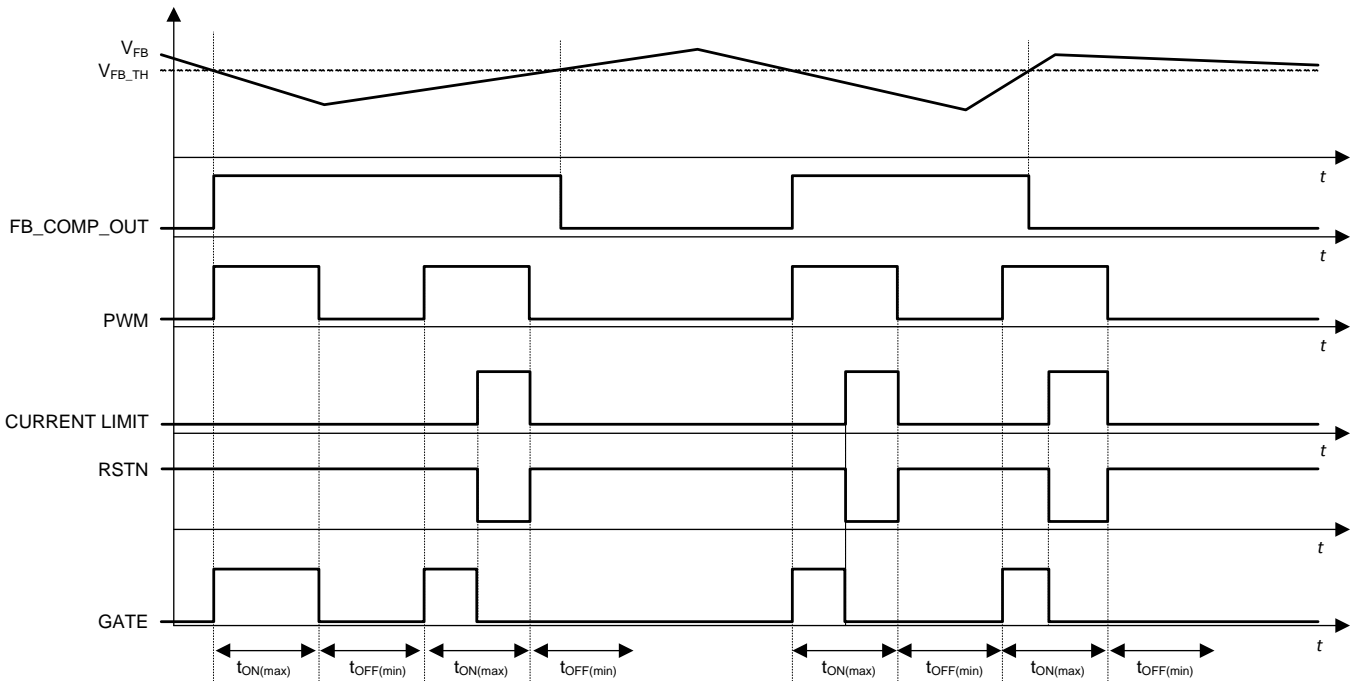 VFB
VFB_TH
t
FB_COMP_OUT
t
PWM
t
CURRENT LIMIT
t
RSTN
t
GATE
t
tON(max) tOFF(min) tON(max) tOFF(min) tON(max) tOFF(min) tON(max) tOFF(min)